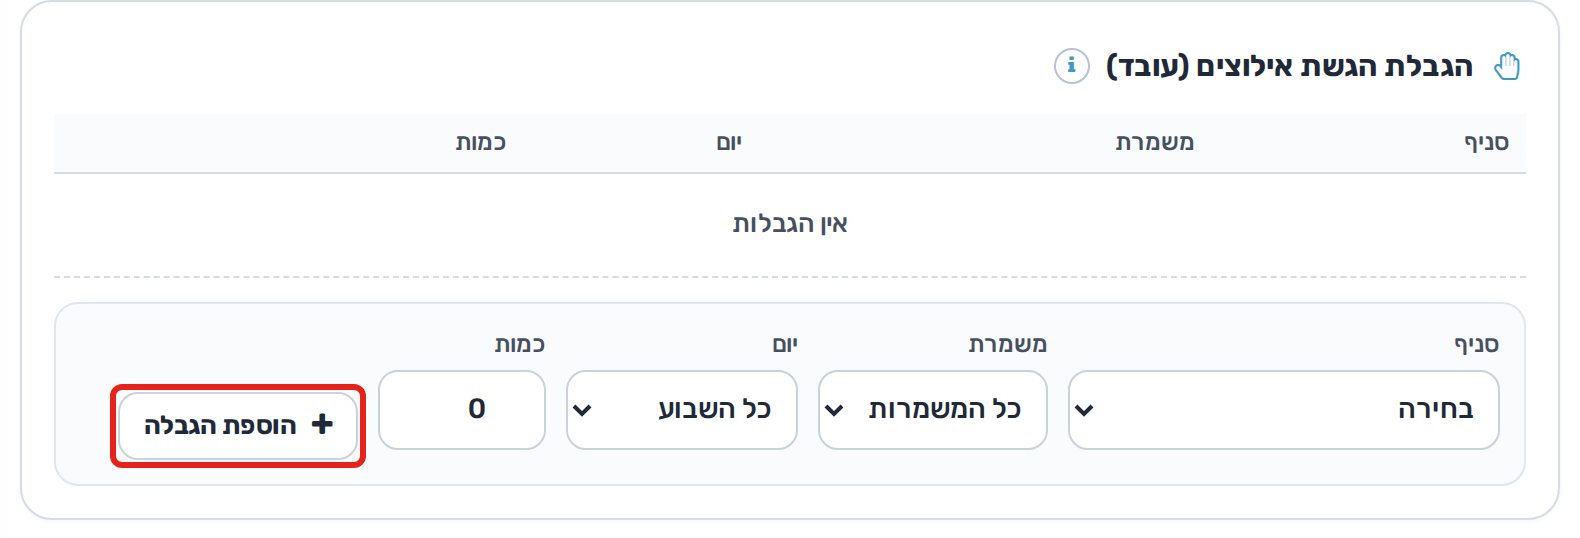 הגבלת הגשת אילוצים (עובד) i
סניף משמרת יום כמות
אין הגבלות
סניף משמרת יום כמות
בחירה כל המשמרות כל השבוע 0 + הוספת הגבלה